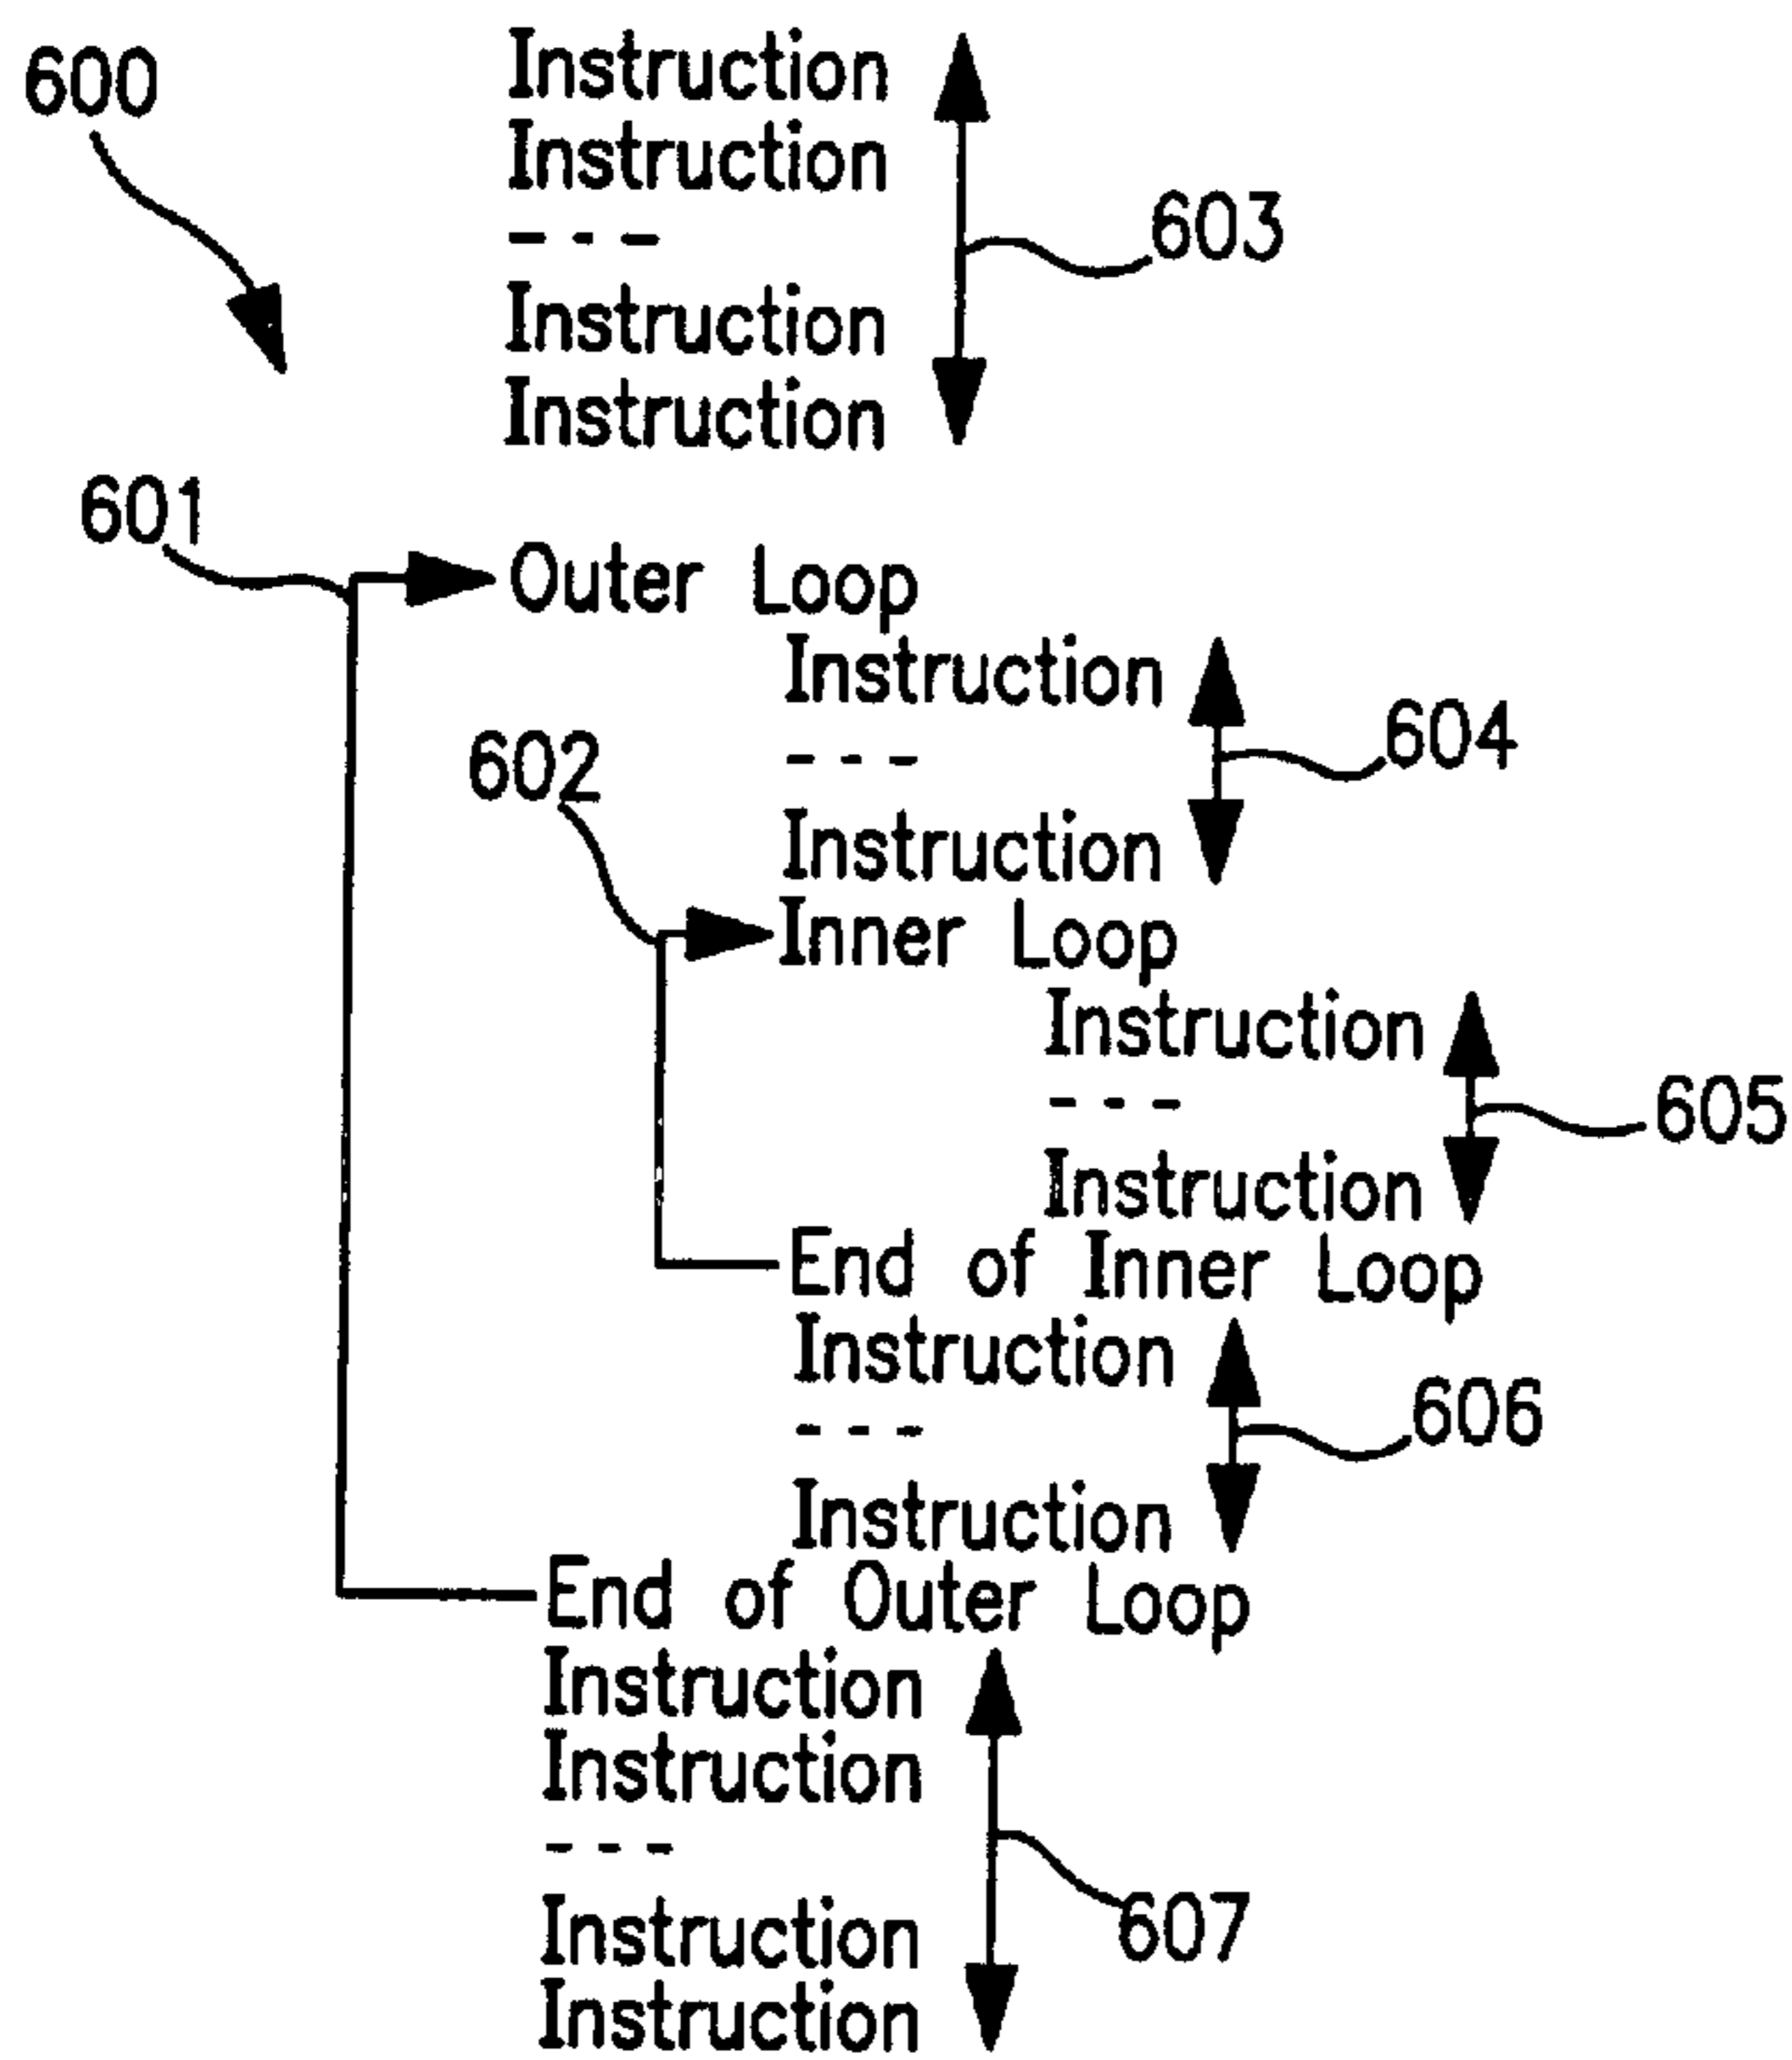 600
Instruction
Instruction
- - -
603
Instruction
Instruction
601
Outer Loop
Instruction
604
- - -
602
Instruction
Inner Loop
Instruction
- - -
605
Instruction
End of Inner Loop
Instruction
606
- - -
Instruction
End of Outer Loop
Instruction
Instruction
- - -
607
Instruction
Instruction